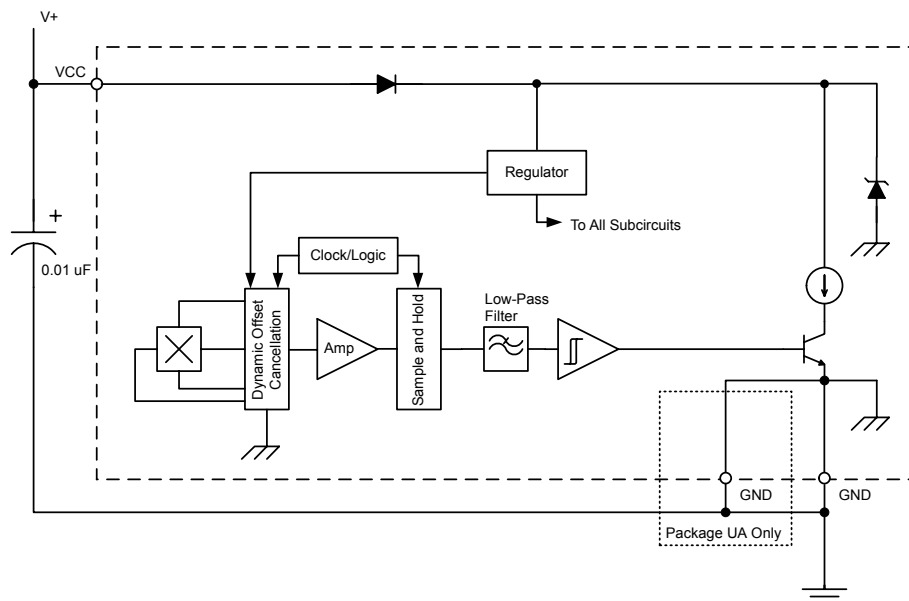 V+
VCC
Regulator
To All Subcircuits
+
0.01 uF
Clock/Logic
Dynamic Offset
Cancellation
Amp
Sample and Hold
Low-Pass
Filter
GND
GND
Package UA Only